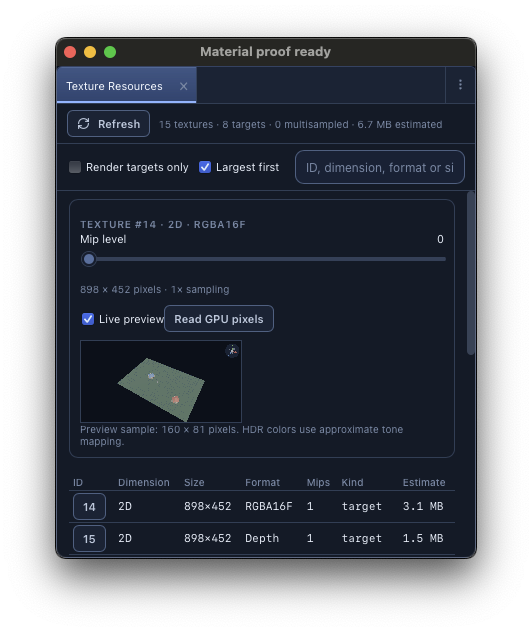 Material proof ready
Texture Resources
Refresh
15 textures · 8 targets · 0 multisampled · 6.7 MB estimated
Render targets only
Largest first
ID, dimension, format or si
TEXTURE #14 · 2D · RGBA16F
Mip level 0
898 × 452 pixels · 1× sampling
Live preview
Read GPU pixels
Preview sample: 160 × 81 pixels. HDR colors use approximate tone
mapping.
ID Dimension Size Format Mips Kind Estimate
14 2D 898×452 RGBA16F 1 target 3.1 MB
15 2D 898×452 Depth 1 target 1.5 MB